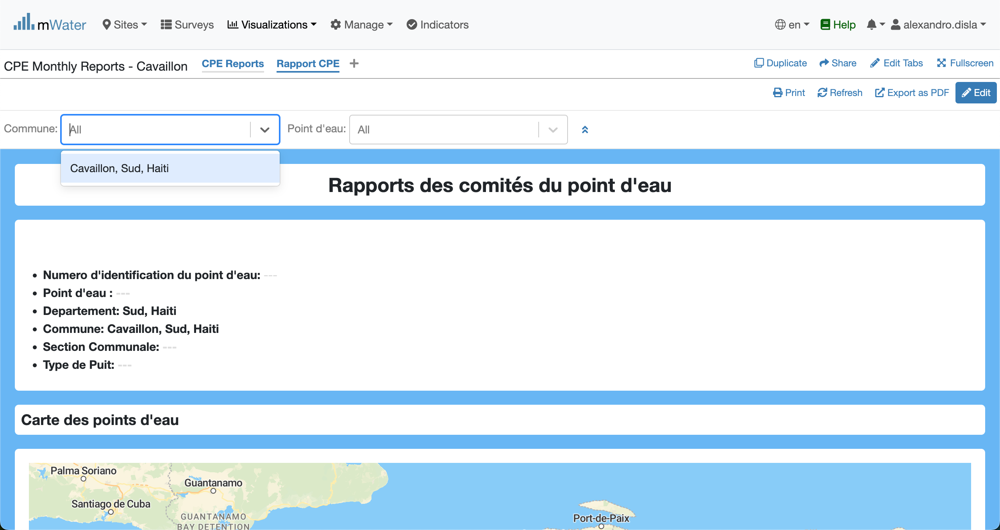 mWater Sites Surveys Visualizations Manage Indicators en Help alexandro.disla
CPE Monthly Reports - Cavaillon CPE Reports Rapport CPE + Duplicate Share Edit Tabs Fullscreen
Print Refresh Export as PDF Edit
Commune: All Point d'eau: All
Cavaillon, Sud, Haiti
Rapports des comités du point d'eau
• Numero d'identification du point d'eau: ---
• Point d'eau : ---
• Departement: Sud, Haiti
• Commune: Cavaillon, Sud, Haiti
• Section Communale: ---
• Type de Puit: ---
Carte des points d'eau
Palma Soriano
Guantanamo
Santiago de Cuba
GUANTANAMO
BAY DETENTION
Port-de-Paix